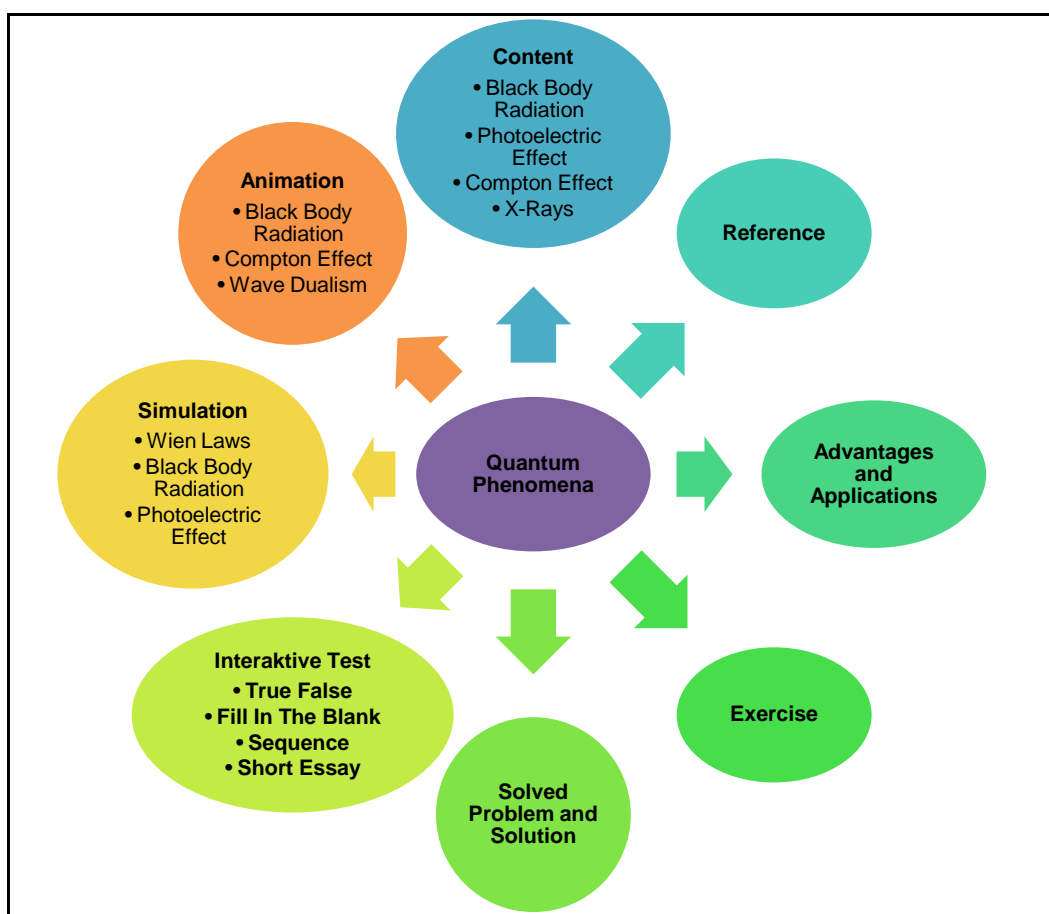 Content
• Black Body
Radiation
• Photoelectric
Effect
• Compton Effect
• X-Rays
Reference
Advantages
and
Applications
Exercise
Solved
Problem and
Solution
Interaktive Test
• True False
• Fill In The Blank
• Sequence
• Short Essay
Simulation
• Wien Laws
• Black Body
Radiation
• Photoelectric
Effect
Animation
• Black Body
Radiation
• Compton Effect
• Wave Dualism
Quantum
Phenomena